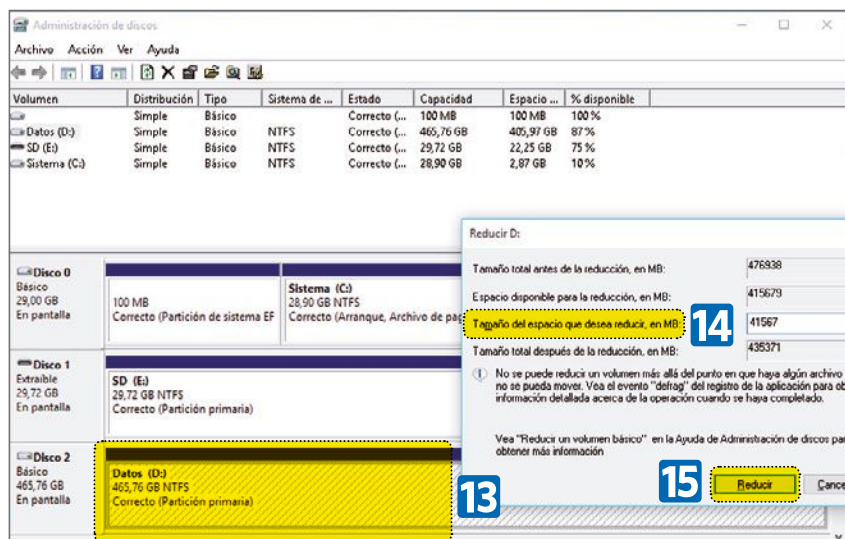 Administración de discos
Archivo Acción Ver Ayuda
Volumen Distribución Tipo Sistema de ... Estado Capacidad Espacio ... % disponible
Simple Básico Correcto (... 100 MB 100 MB 100 %
Datos (D:) Simple Básico NTFS Correcto (... 465,76 GB 405,97 GB 87 %
SD (E:) Simple Básico NTFS Correcto (... 29,72 GB 22,25 GB 75 %
Sistema (C:) Simple Básico NTFS Correcto (... 28,90 GB 2,87 GB 10 %
Disco 0
Básico
29,00 GB
En pantalla
100 MB
Correcto (Partición de sistema EF
Sistema (C:)
28,90 GB NTFS
Correcto (Arranque, Archivo de pag
Disco 1
Extraíble
29,72 GB
En pantalla
SD (E:)
29,72 GB NTFS
Correcto (Partición primaria)
Disco 2
Básico
465,76 GB
En pantalla
Datos (D:)
465,76 GB NTFS
Correcto (Partición primaria)
13
Reducir D:
Tamaño total antes de la reducción, en MB: 476938
Espacio disponible para la reducción, en MB: 415679
Tamaño del espacio que desea reducir, en MB: 14 41567
Tamaño total después de la reducción, en MB: 435371
No se puede reducir un volumen más allá del punto en que haya algún archivo
no se pueda mover. Vea el evento "defrag" del registro de la aplicación para ob
información detallada acerca de la operación cuando se haya completado.
Vea "Reducir un volumen básico" en la Ayuda de Administración de discos par
obtener más información
15 Reducir Cance